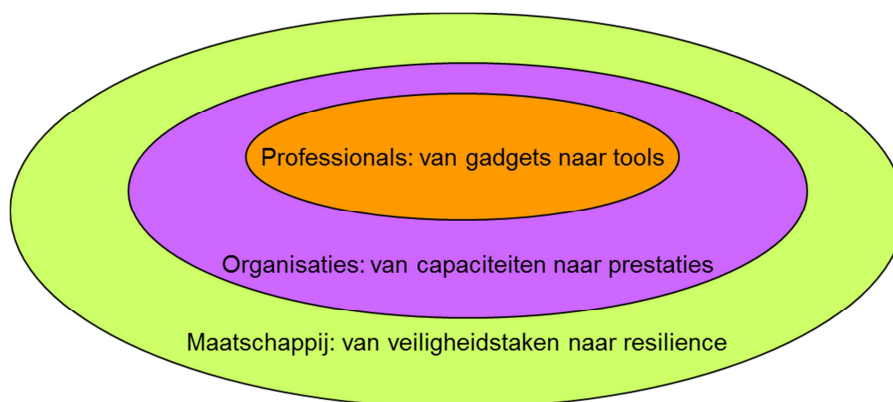 Professionals: van gadgets naar tools
Organisaties: van capaciteiten naar prestaties
Maatschappij: van veiligheidstaken naar resilience